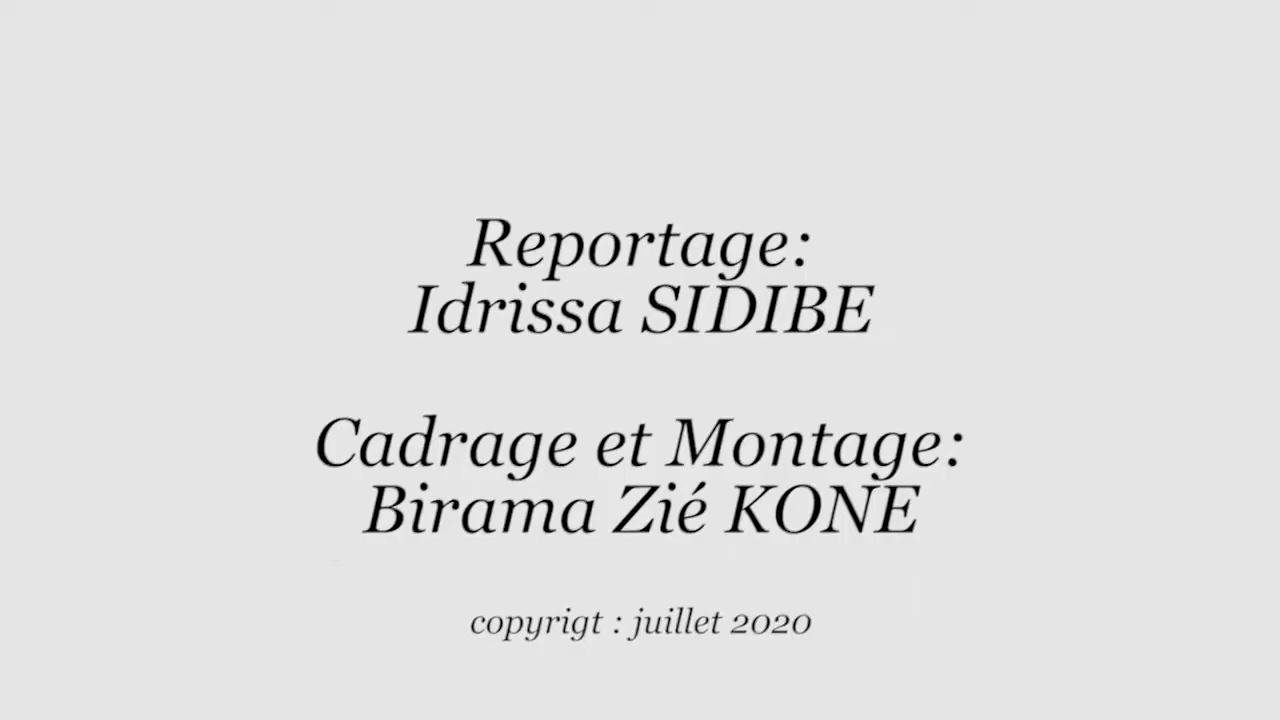 Reportage:
Idrissa SIDIBE
Cadrage et Montage:
Birama Zié KONE
copyrigt : juillet 2020